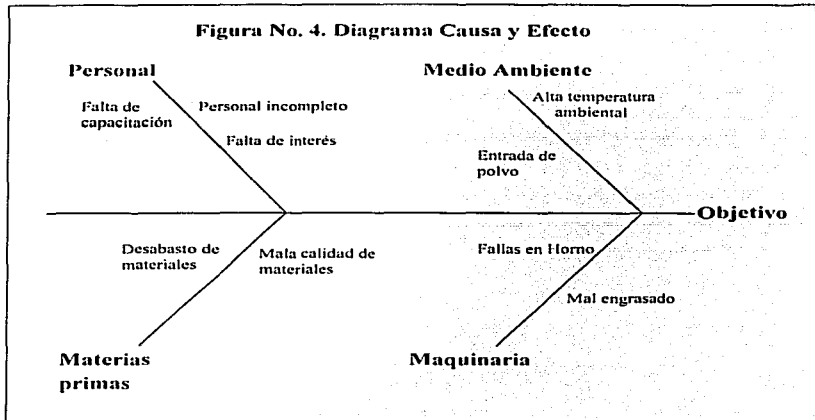 Figura No. 4. Diagrama Causa y Efecto
Personal
Medio Ambiente
Falta de
capacitación
Personal incompleto
Falta de interés
Alta temperatura
ambiental
Entrada de
polvo
Objetivo
Desabasto de
materiales
Mala calidad de
materiales
Fallas en Horno
Mal engrasado
Materias
primas
Maquinaria